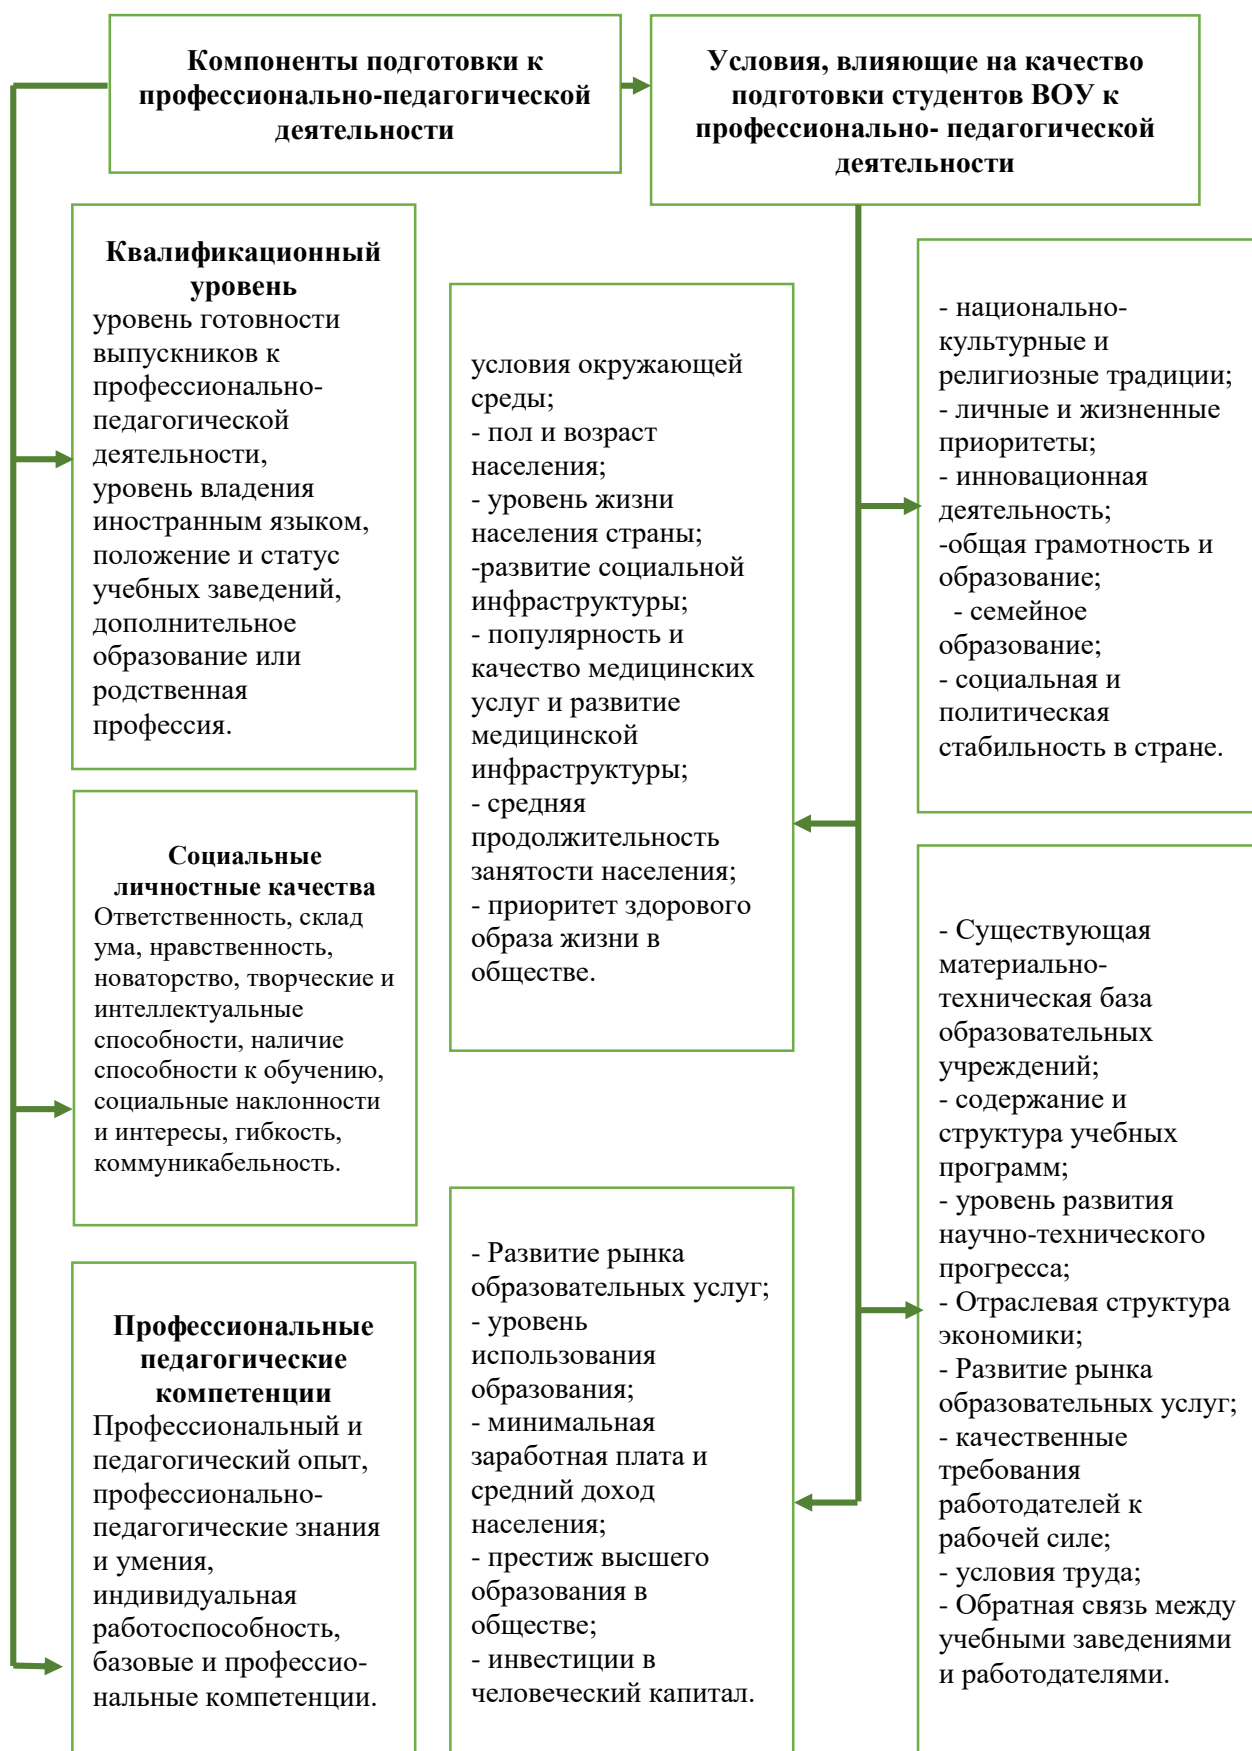 Компоненты подготовки к
профессионально-педагогической
деятельности
Условия, влияющие на качество
подготовки студентов ВОУ к
профессионально- педагогической
деятельности
Квалификационный
уровень
уровень готовности
выпускников к
профессионально-
педагогической
деятельности,
уровень владения
иностранным языком,
положение и статус
учебных заведений,
дополнительное
образование или
родственная
профессия.
Социальные
личностные качества
Ответственность, склад
ума, нравственность,
новаторство, творческие и
интеллектуальные
способности, наличие
способности к обучению,
социальные наклонности
и интересы, гибкость,
коммуникабельность.
Профессиональные
педагогические
компетенции
Профессиональный и
педагогический опыт,
профессионально-
педагогические знания
и умения,
индивидуальная
работоспособность,
базовые и профессио-
нальные компетенции.
условия окружающей
среды;
- пол и возраст
населения;
- уровень жизни
населения страны;
-развитие социальной
инфраструктуры;
- популярность и
качество медицинских
услуг и развитие
медицинской
инфраструктуры;
- средняя
продолжительность
занятости населения;
- приоритет здорового
образа жизни в
обществе.
- Развитие рынка
образовательных услуг;
- уровень
использования
образования;
- минимальная
заработная плата и
средний доход
населения;
- престиж высшего
образования в
обществе;
- инвестиции в
человеческий капитал.
- национально-
культурные и
религиозные традиции;
- личные и жизненные
приоритеты;
- инновационная
деятельность;
-общая грамотность и
образование;
- семейное
образование;
- социальная и
политическая
стабильность в стране.
- Существующая
материально-
техническая база
образовательных
учреждений;
- содержание и
структура учебных
программ;
- уровень развития
научно-технического
прогресса;
- Отраслевая структура
экономики;
- Развитие рынка
образовательных услуг;
- качественные
требования
работодателей к
рабочей силе;
- условия труда;
- Обратная связь между
учебными заведениями
и работодателями.